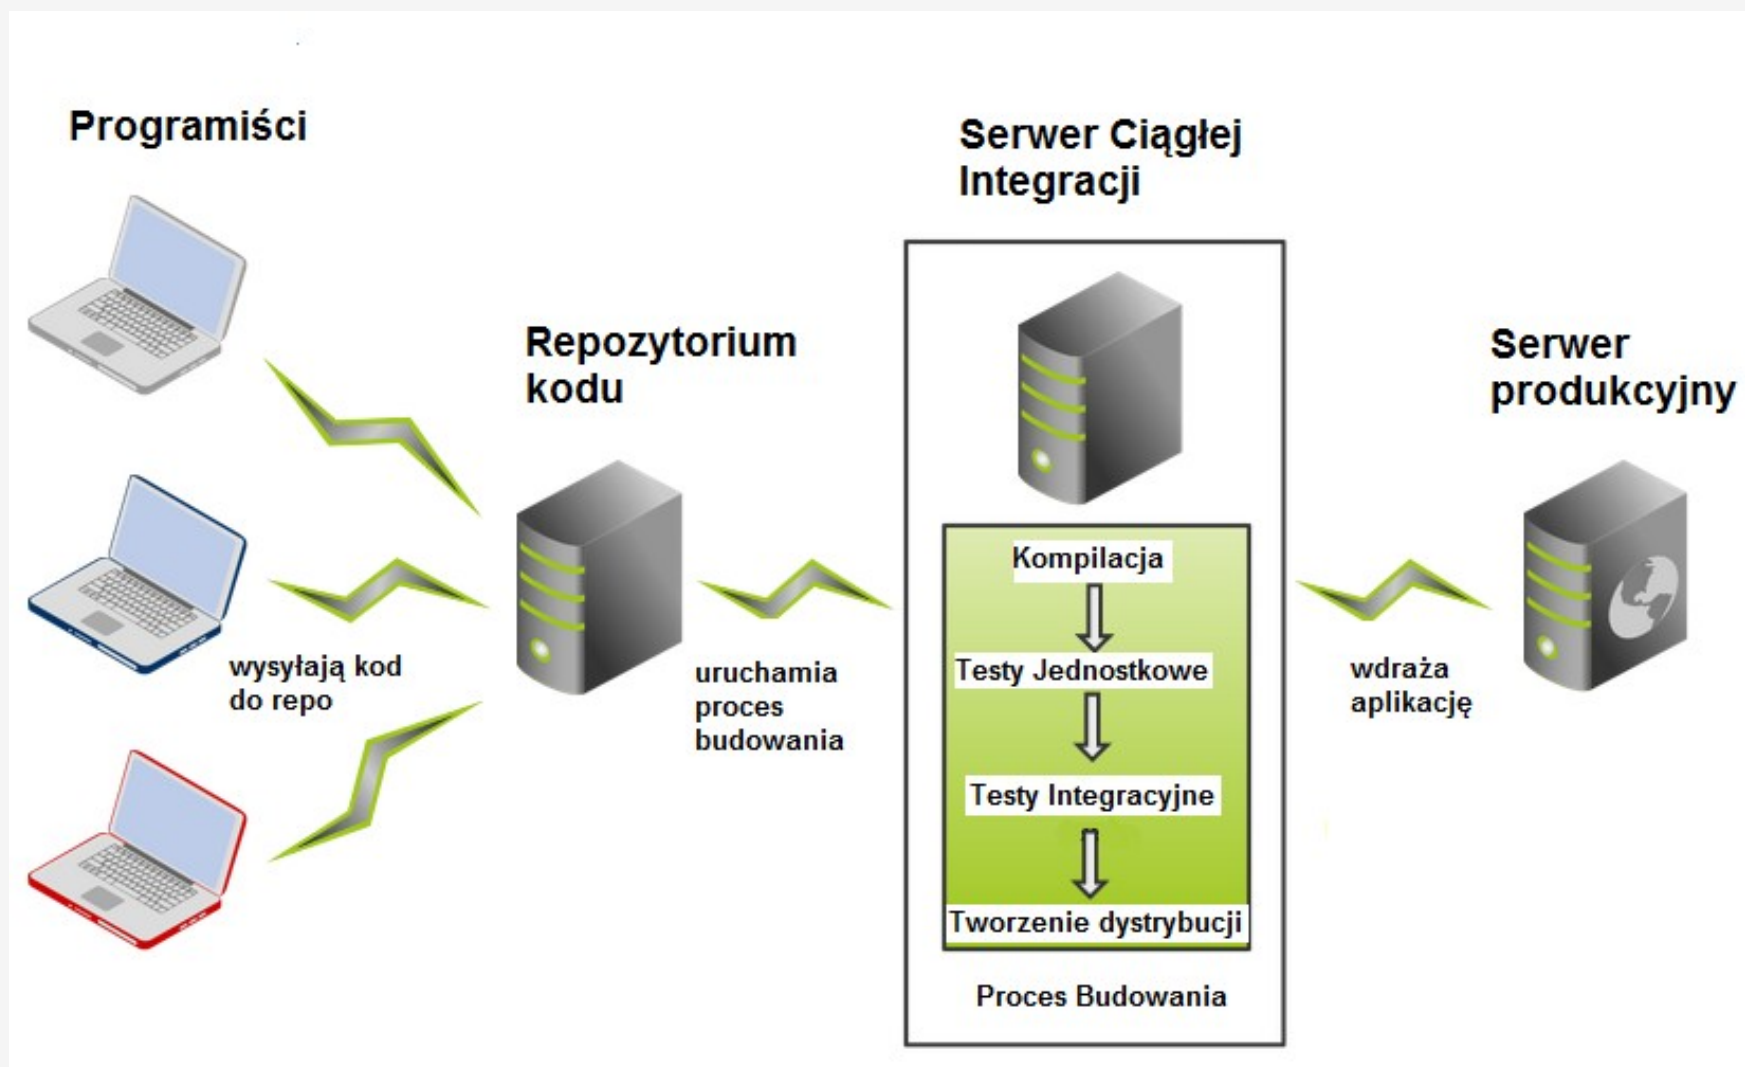 Programiści
wysyłają kod
do repo
Repozytorium
kodu
uruchamia
proces
budowania
Serwer Ciągłej
Integracji
Kompilacja
Testy Jednostkowe
Testy Integracyjne
Tworzenie dystrybucji
Proces Budowania
wdraża
aplikację
Serwer
produkcyjny